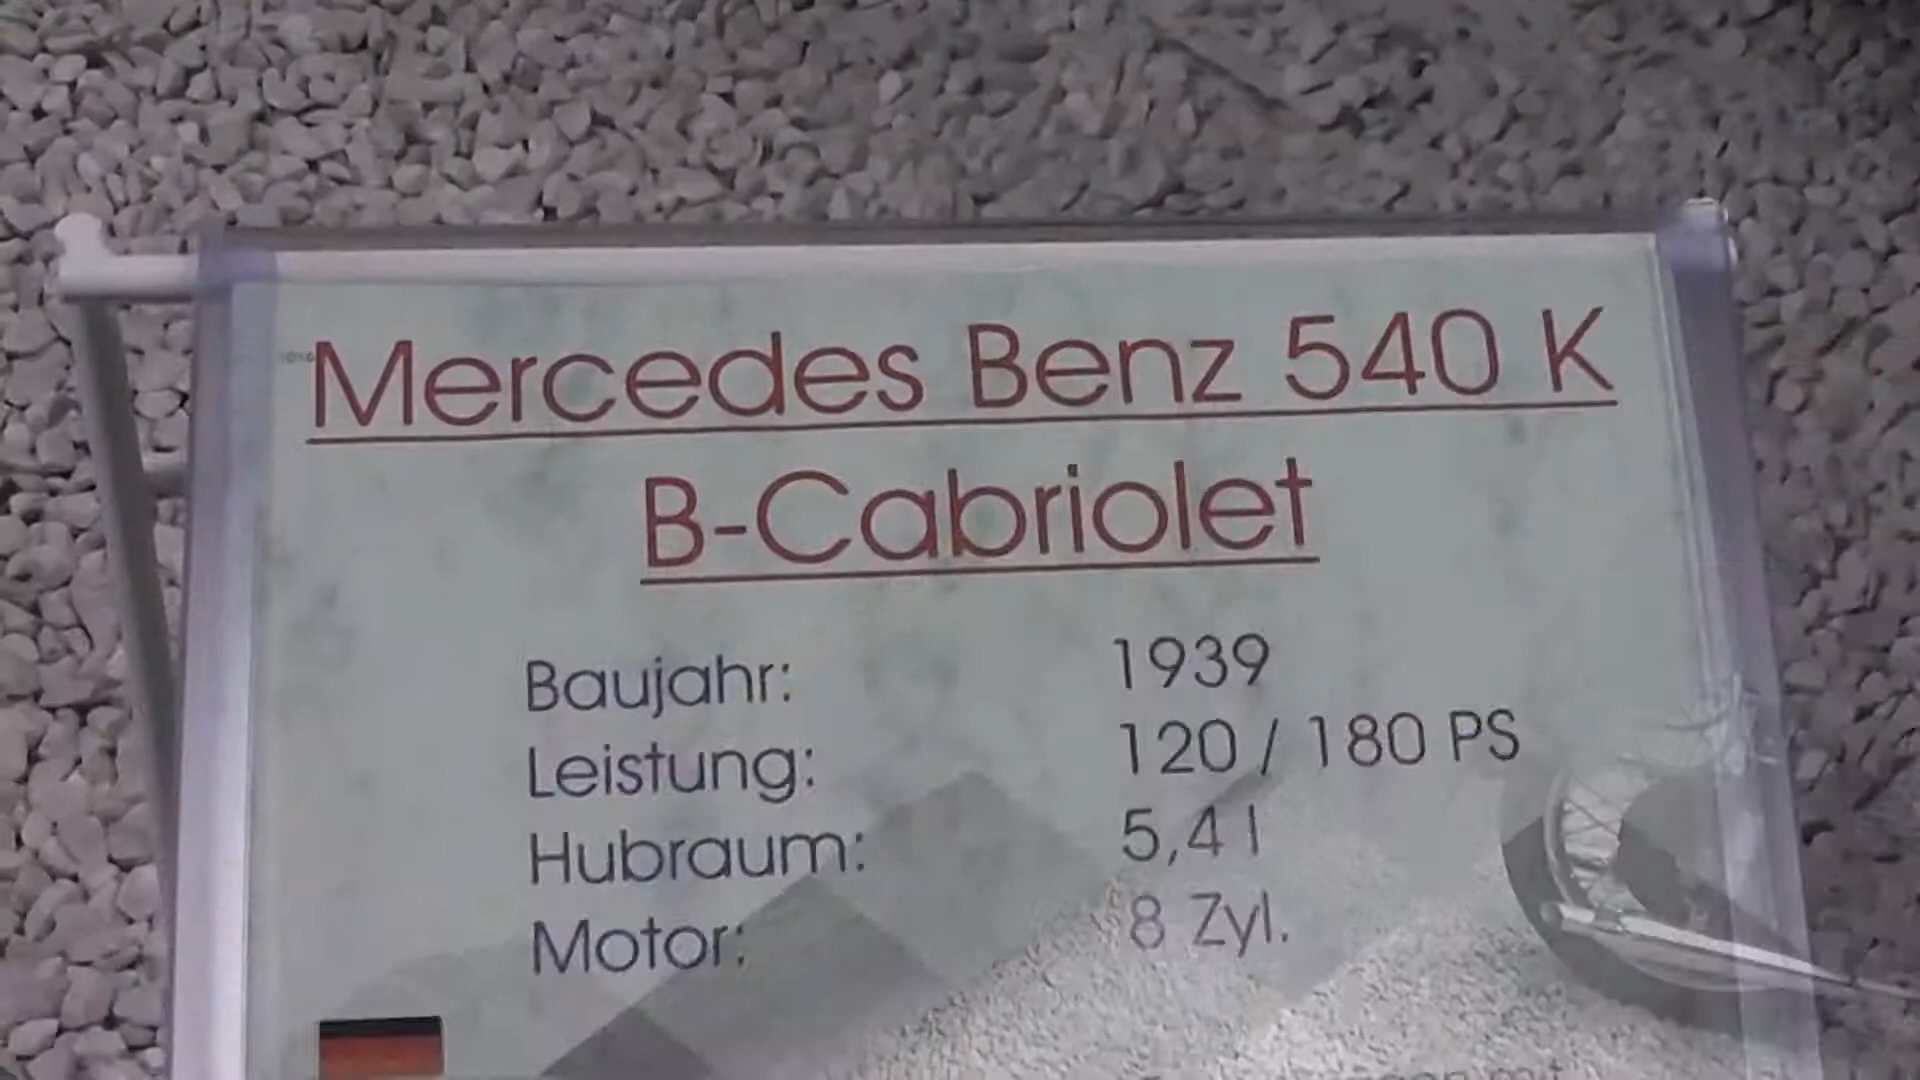 Mercedes Benz 540 K
B-Cabriolet
Baujahr: 1939
Leistung: 120 / 180 PS
Hubraum: 5,4 l
Motor: 8 Zyl.